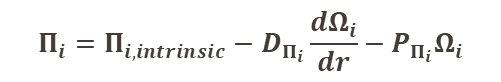 Π_i = Π_{i,intrinsic} − D_{Π_i} dΩ_i/dr − P_{Π_i} Ω_i